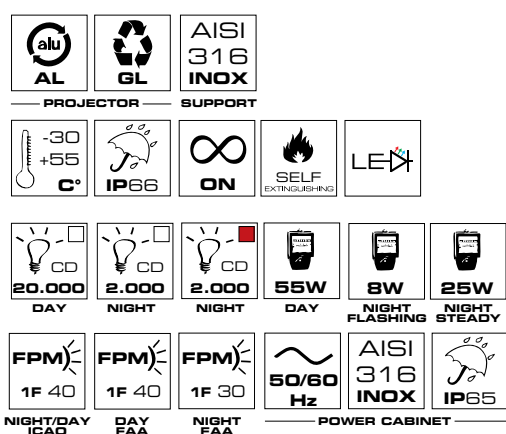 alu
AL
GL
AISI
316
INOX
PROJECTOR
SUPPORT
-30
+55
C°
IP66
ON
SELF
EXTINGUISHING
LE
CD
20.000
DAY
CD
2.000
NIGHT
CD
2.000
NIGHT
55W
DAY
8W
NIGHT
FLASHING
25W
NIGHT
STEADY
FPM
1F 40
NIGHT/DAY
ICAO
FPM
1F 40
DAY
FAA
FPM
1F 30
NIGHT
FAA
50/60
Hz
AISI
316
INOX
IP65
POWER CABINET